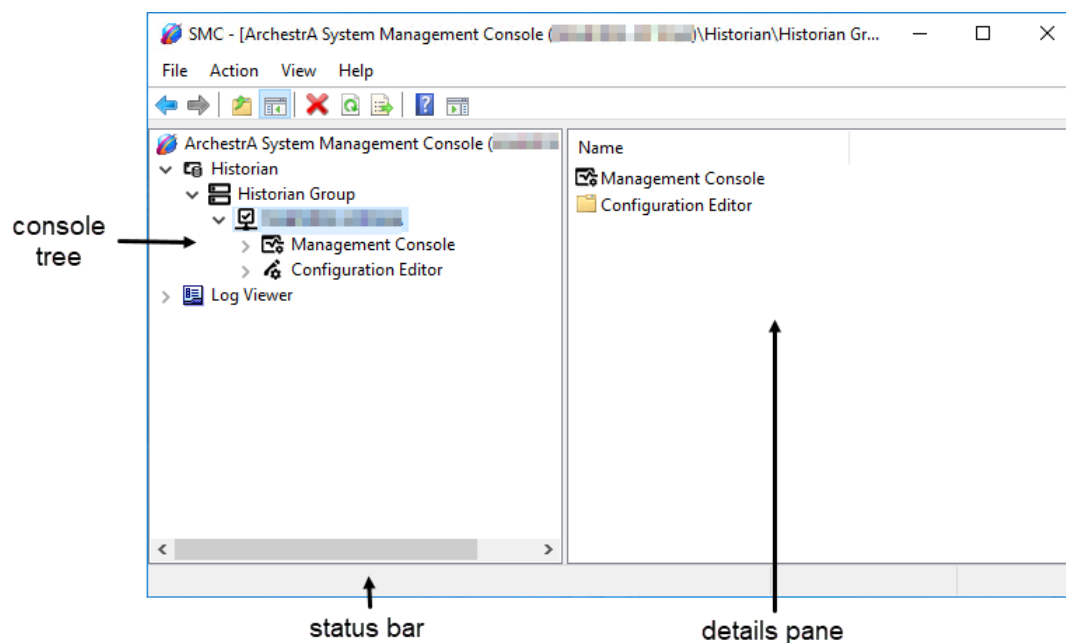 SMC - [ArchestrA System Management Console (
)\Historian\Historian Gr...
File Action View Help
ArchestrA System Management Console (
Historian
Historian Group
Management Console
Configuration Editor
Log Viewer
Name
Management Console
Configuration Editor
console
tree
status bar
details pane